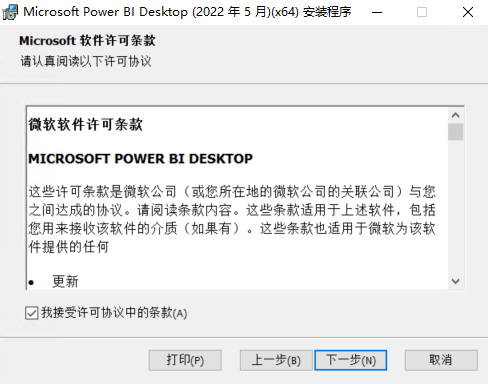 Microsoft Power BI Desktop (2022 年 5 月)(x64) 安装程序
Microsoft 软件许可条款
请认真阅读以下许可协议
微软软件许可条款
MICROSOFT POWER BI DESKTOP
这些许可条款是微软公司（或您所在地的微软公司的关联公司）与您
之间达成的协议。请阅读条款内容。这些条款适用于上述软件，包括
您用来接收该软件的介质（如果有）。这些条款也适用于微软为该软
件提供的任何
• 更新
我接受许可协议中的条款(A)
打印(P) 上一步(B) 下一步(N) 取消